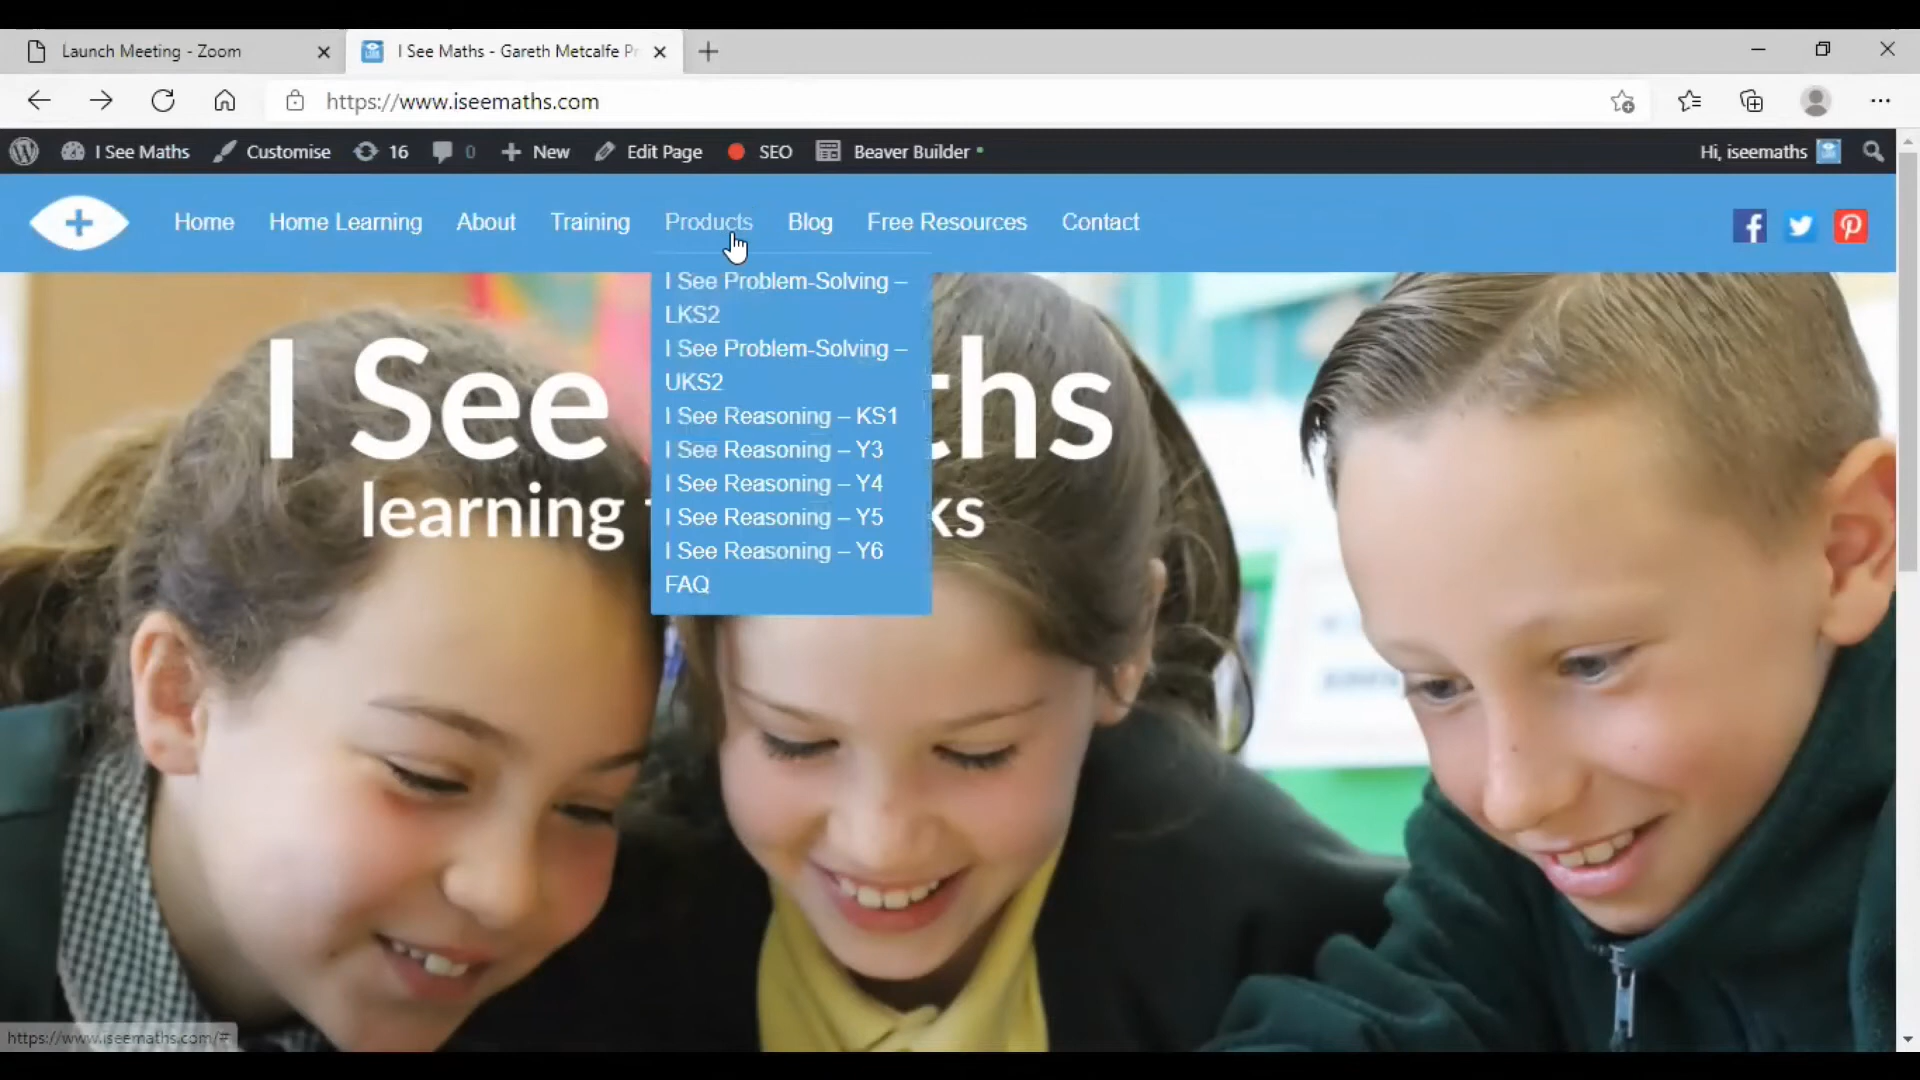 Launch Meeting - Zoom
I See Maths - Gareth Metcalfe Pr
https://www.iseemaths.com
I See Maths
Customise
16
0
New
Edit Page
SEO
Beaver Builder
Hi, iseemaths
Home
Home Learning
About
Training
Products
Blog
Free Resources
Contact
I See Problem-Solving –
LKS2
I See Problem-Solving –
UKS2
I See Reasoning – KS1
I See Reasoning – Y3
I See Reasoning – Y4
I See Reasoning – Y5
I See Reasoning – Y6
FAQ
I See ths
learning ks
https://www.iseemaths.com/#